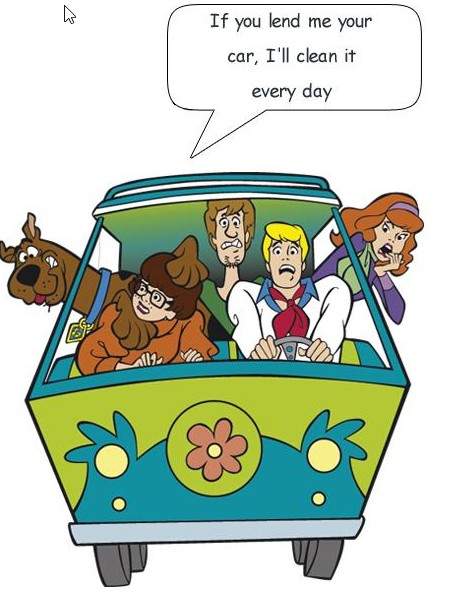 If you lend me your
car, I'll clean it
every day